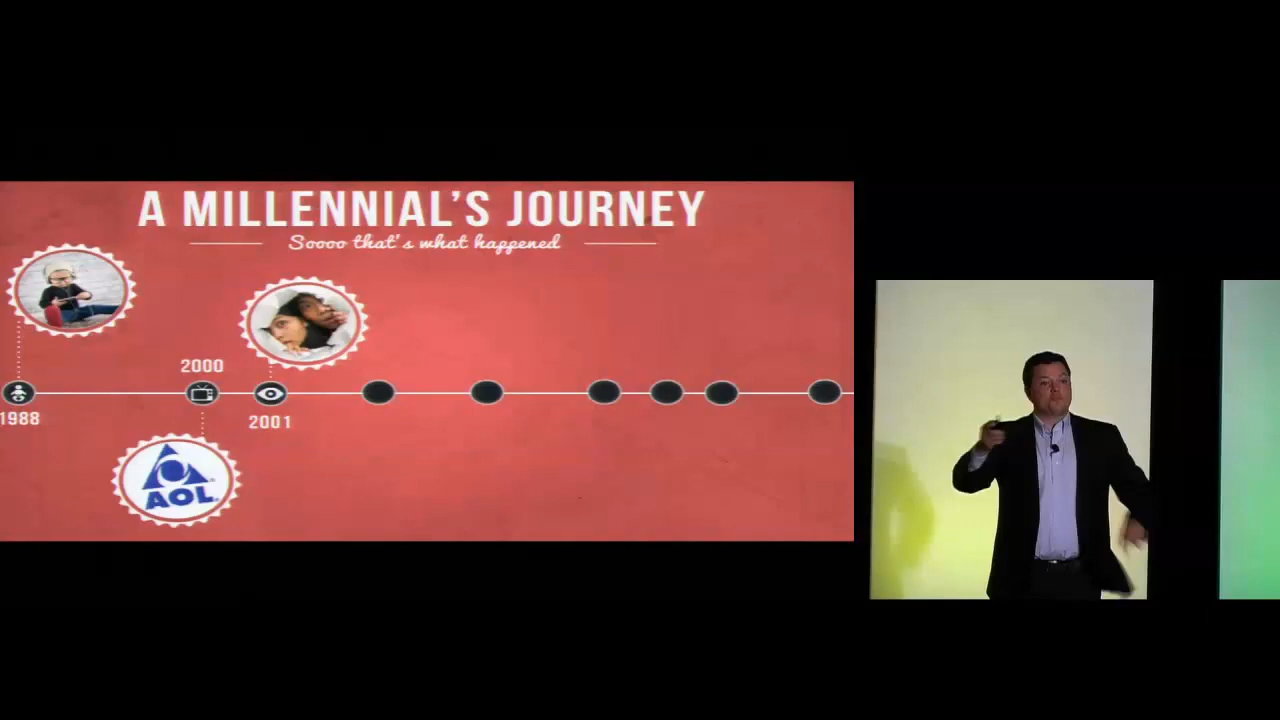 A MILLENNIAL'S JOURNEY
Soooo that's what happened
2000
1988
2001
AOL